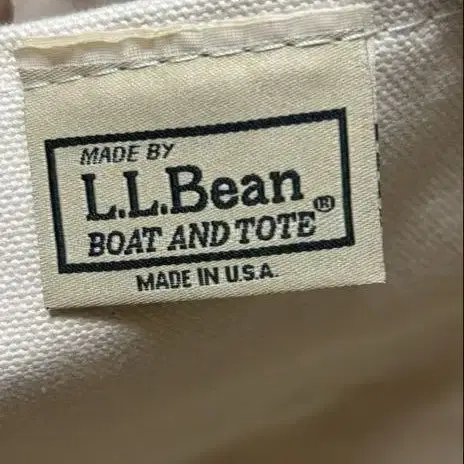 MADE BY
L.L.Bean
BOAT AND TOTE®
MADE IN U.S.A.